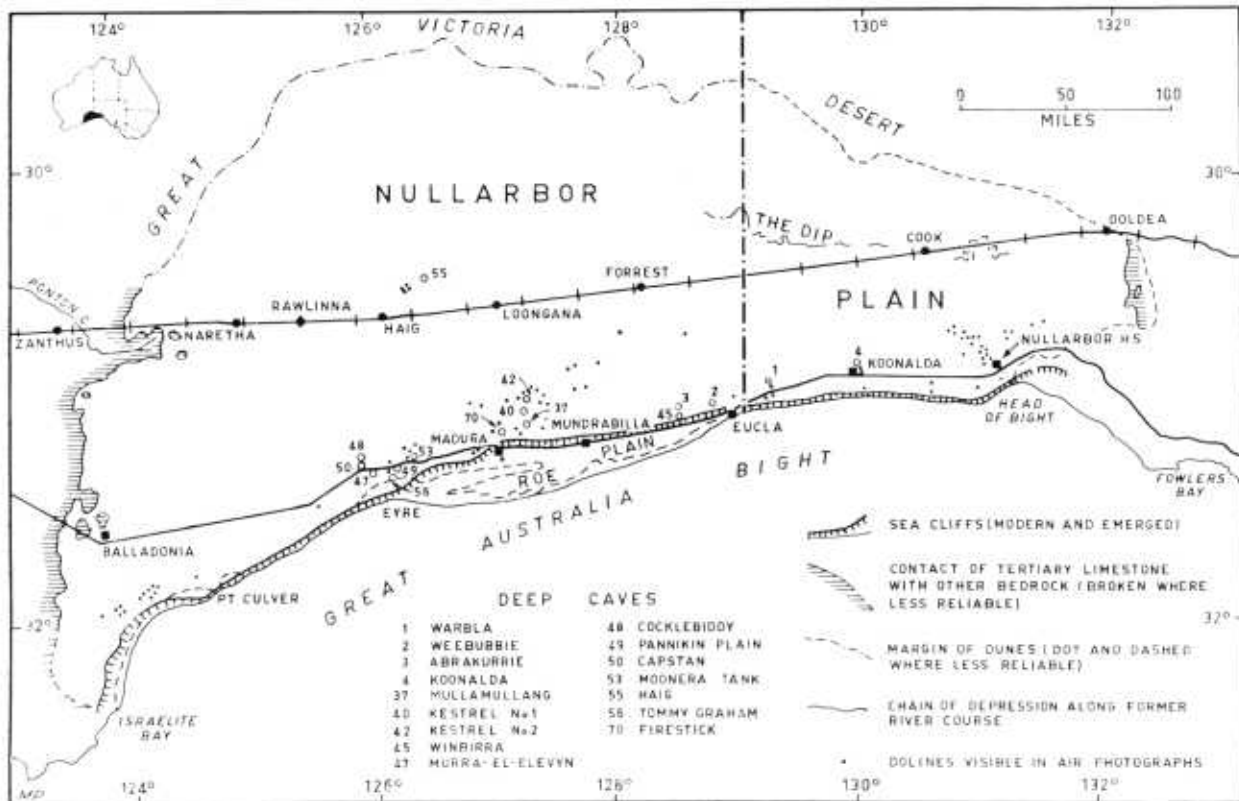 124°
126°
VICTORIA
128°
130°
132°
0 50 100
MILES
DESERT
30°
GREAT
NULLARBOR
30°
THE DIP
COOK
OOLDEA
55
FORREST
PLAIN
PONTON C.
RAWLINNA
HAIG
LOONGANA
ZANTHUS
NARETHA
NULLARBOR H.S
4
KOONALDA
1
42
40
37
3
2
45
70
MUNDRABILLA
EUCLA
HEAD
OF BIGHT
MADURA
PLAIN
48
53
50
47
49
ROE
BIGHT
56
FOWLERS
BAY
EYRE
AUSTRALIA
BALLADONIA
GREAT
PT CULVER
SEA CLIFFS (MODERN AND EMERGED)
CONTACT OF TERTIARY LIMESTONE
WITH OTHER BEDROCK (BROKEN WHERE
LESS RELIABLE)
32°
32°
MARGIN OF DUNES (DOT AND DASHED
WHERE LESS RELIABLE)
CHAIN OF DEPRESSION ALONG FORMER
RIVER COURSE
DOLINES VISIBLE IN AIR PHOTOGRAPHS
DEEP CAVES
1 WARBLA
2 WEEBUBBIE
3 ABRAKURRIE
4 KOONALDA
37 MULLAMULLANG
40 KESTREL No.1
42 KESTREL No.2
45 WINBIRRA
47 MURRA-EL-ELEVYN
48 COCKLEBIDDY
49 PANNIKIN PLAIN
50 CAPSTAN
53 MOONERA TANK
55 HAIG
56 TOMMY GRAHAM
70 FIRESTICK
ISRAELITE
BAY
124°
126°
128°
130°
132°